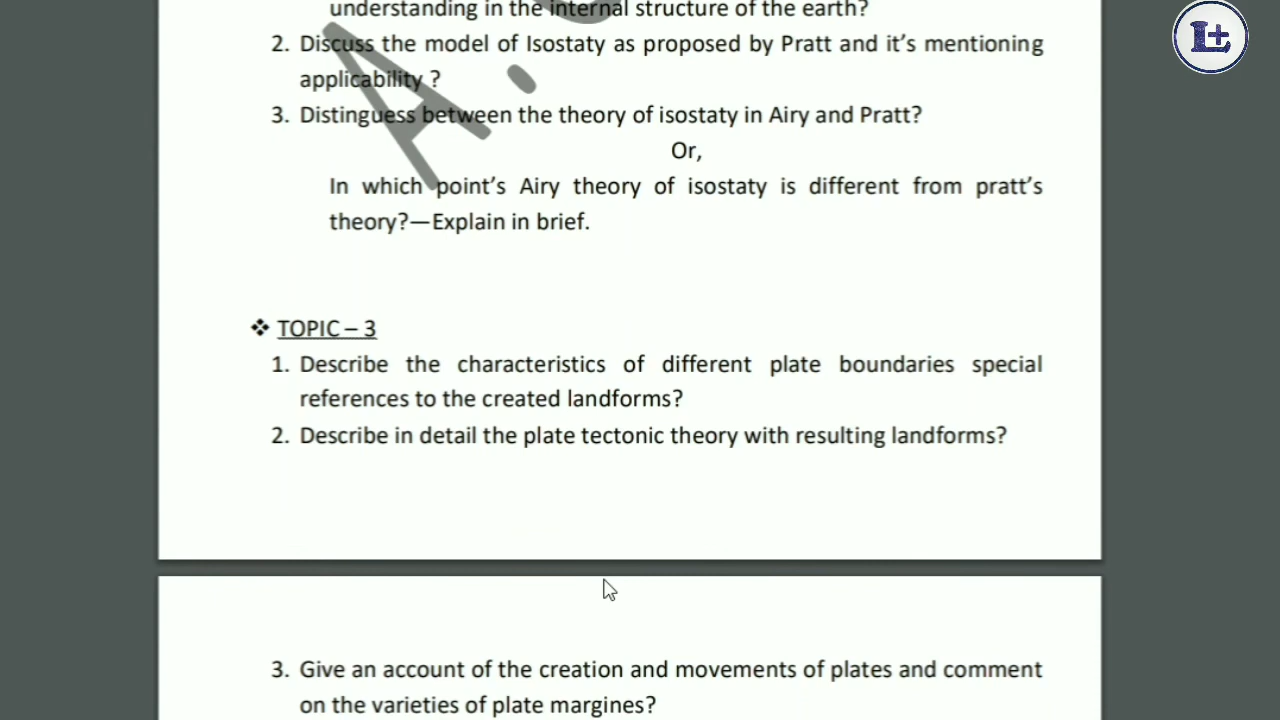 understanding in the internal structure of the earth?
2. Discuss the model of Isostaty as proposed by Pratt and it's mentioning
applicability ?
3. Distinguess between the theory of isostaty in Airy and Pratt?
Or,
In which point's Airy theory of isostaty is different from pratt's
theory?—Explain in brief.
❖ TOPIC – 3
1. Describe the characteristics of different plate boundaries special
references to the created landforms?
2. Describe in detail the plate tectonic theory with resulting landforms?
3. Give an account of the creation and movements of plates and comment
on the varieties of plate margines?
L+
A.